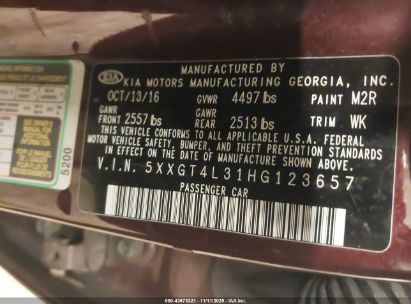 MANUFACTURED BY
KIA KIA MOTORS MANUFACTURING GEORGIA, INC.
OCT/13/16 GVWR 4497 lbs PAINT M2R
GAWR FRONT 2557 lbs GAWR REAR 2513 lbs TRIM WK
THIS VEHICLE CONFORMS TO ALL APPLICABLE U.S.A. FEDERAL
MOTOR VEHICLE SAFETY, BUMPER, AND THEFT PREVENTION STANDARDS
IN EFFECT ON THE DATE OF MANUFACTURE SHOWN ABOVE.
V.I.N. 5XXGT4L31HG123657
PASSENGER CAR
5200